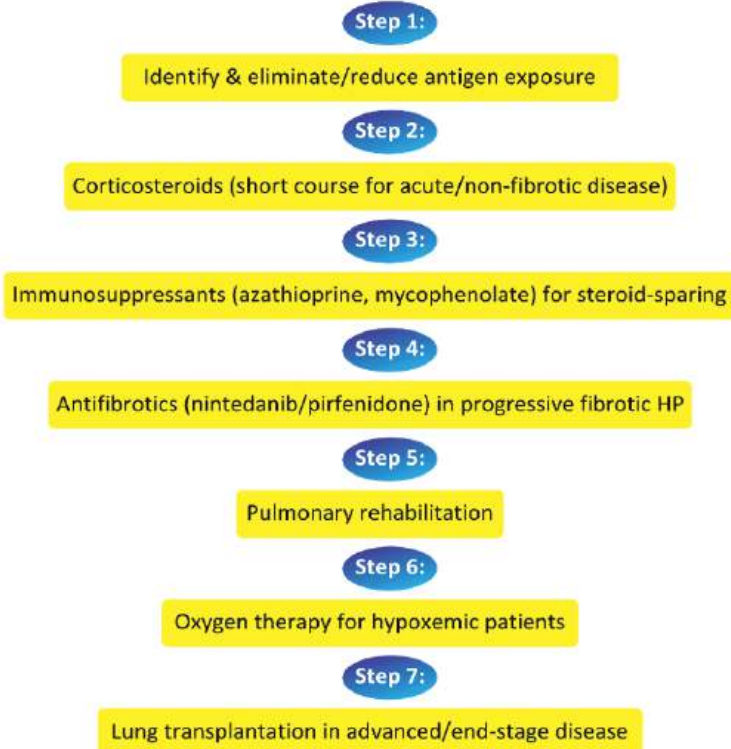 Step 1:
Identify & eliminate/reduce antigen exposure
Step 2:
Corticosteroids (short course for acute/non-fibrotic disease)
Step 3:
Immunosuppressants (azathioprine, mycophenolate) for steroid-sparing
Step 4:
Antifibrotics (nintedanib/pirfenidone) in progressive fibrotic HP
Step 5:
Pulmonary rehabilitation
Step 6:
Oxygen therapy for hypoxemic patients
Step 7:
Lung transplantation in advanced/end-stage disease